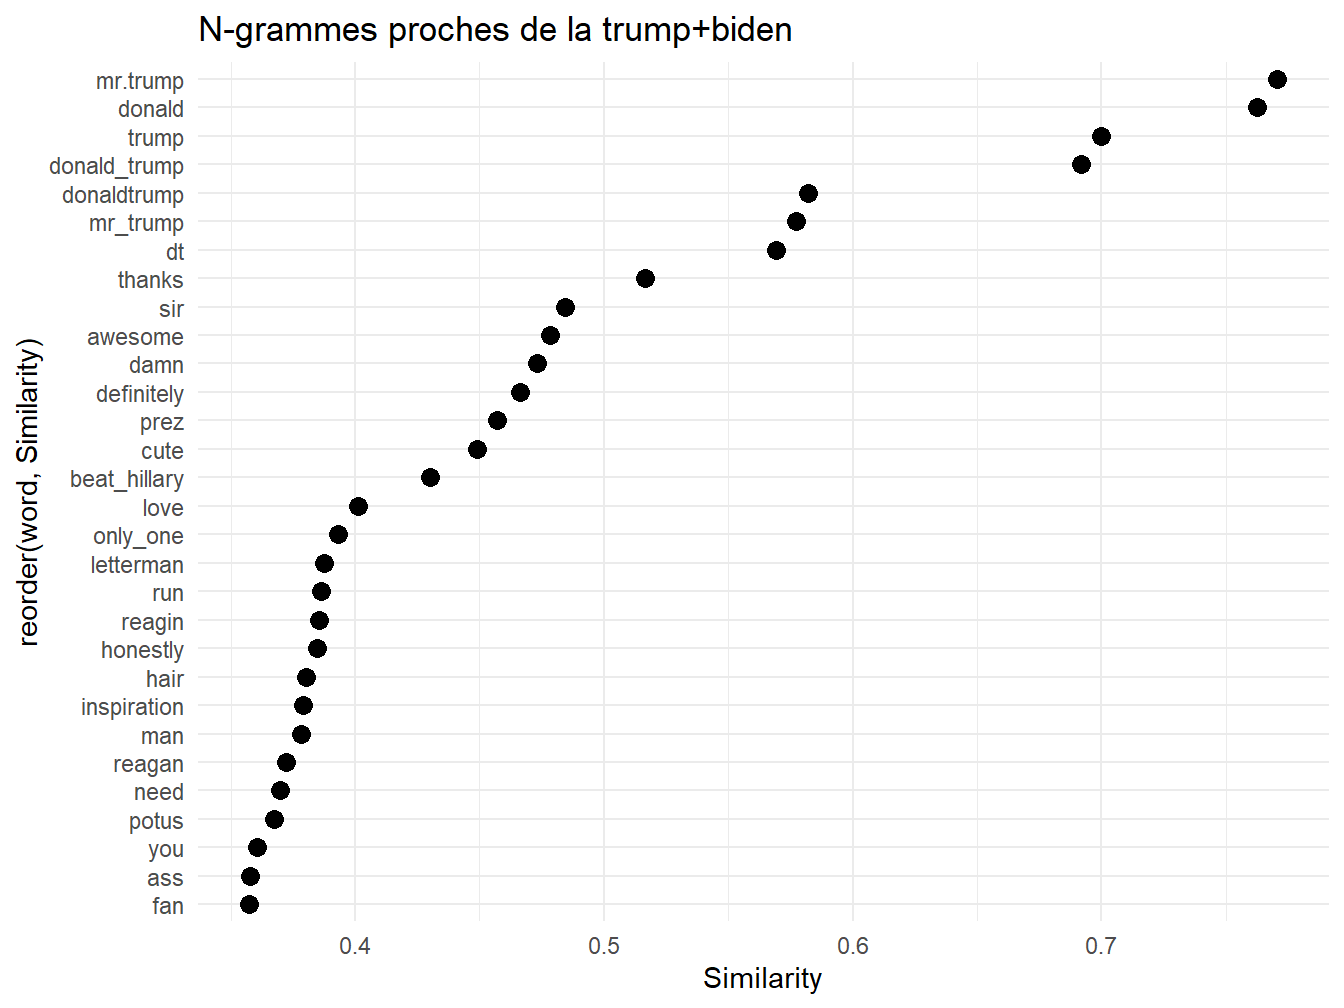 N-grammes proches de la trump+biden
mr.trump
donald
trump
donald_trump
donaldtrump
mr_trump
dt
thanks
sir
awesome
damn
definitely
prez
cute
beat_hillary
love
only_one
letterman
run
reagin
honestly
hair
inspiration
man
reagan
need
potus
you
ass
fan
reorder(word, Similarity)
0.4 0.5 0.6 0.7
Similarity